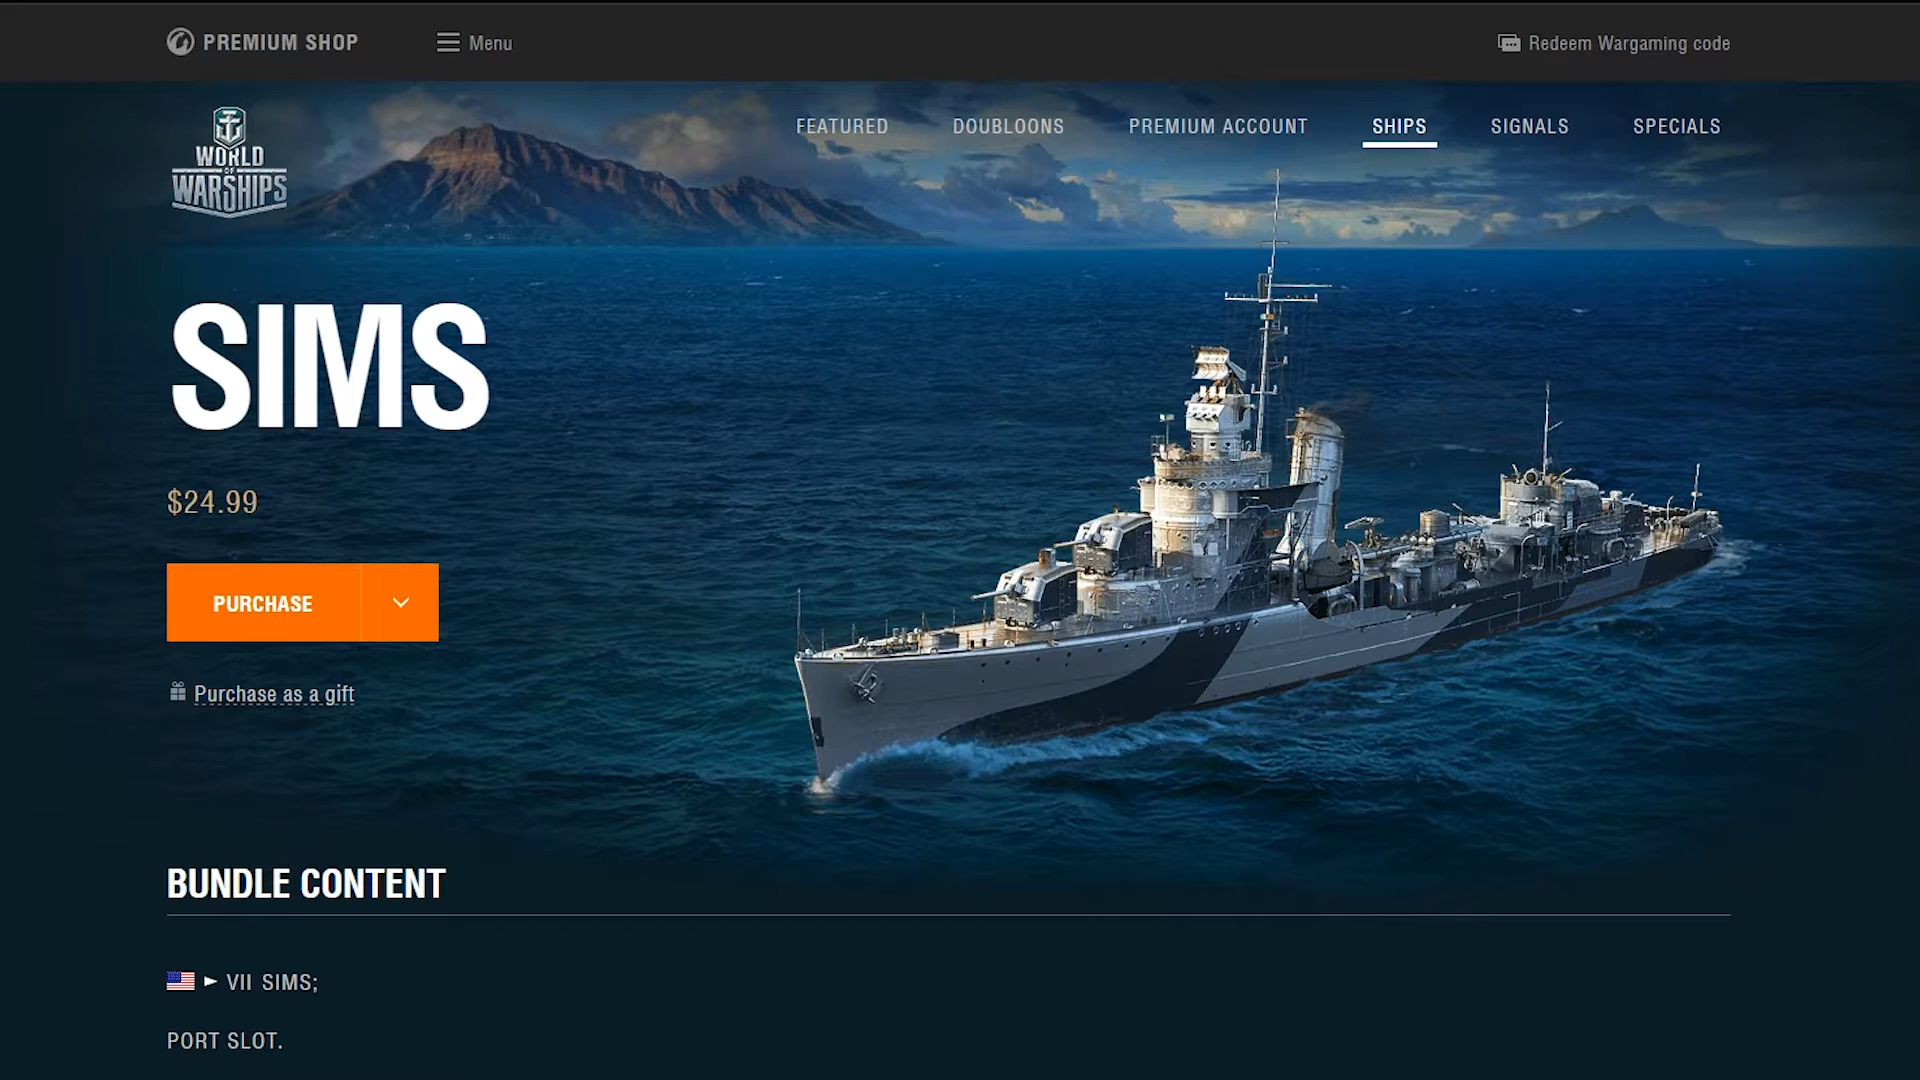 PREMIUM SHOP
Menu
Redeem Wargaming code
WORLD
OF
WARSHIPS
FEATURED
DOUBLOONS
PREMIUM ACCOUNT
SHIPS
SIGNALS
SPECIALS
SIMS
$24.99
PURCHASE
Purchase as a gift
BUNDLE CONTENT
VII SIMS;
PORT SLOT.